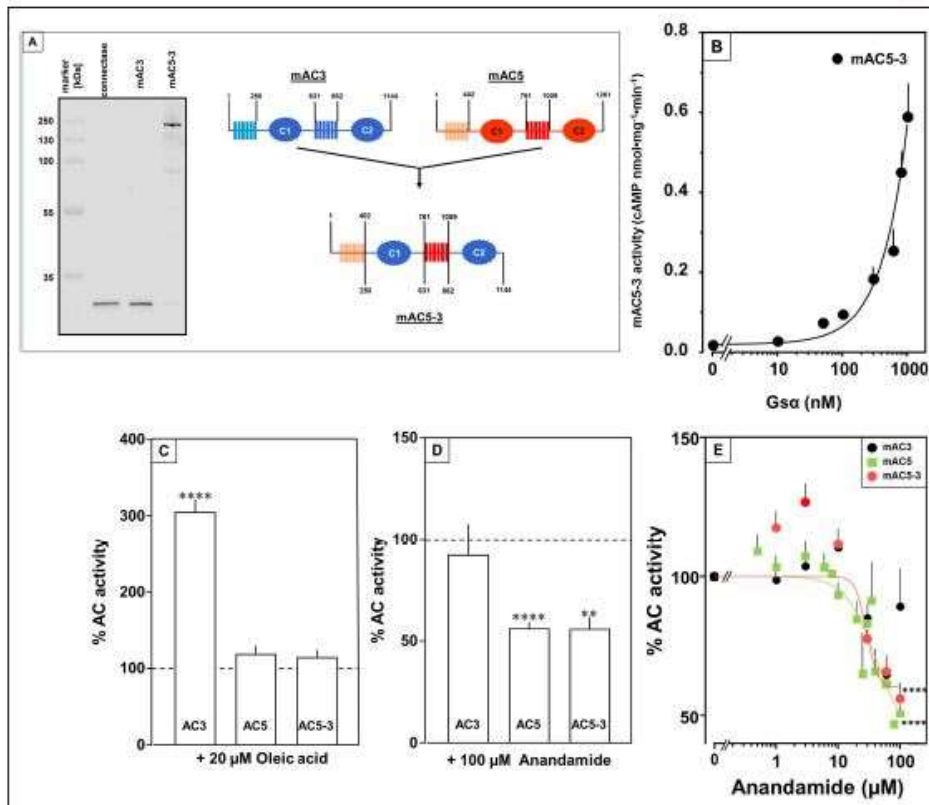 A
marker
[kDa]
connectase
mAC3
mAC5-3
250
130
100
55
35
mAC3
1 250 631 862 1144
C1 C2
mAC5
1 442 761 1009 1261
C1 C2
1 402 761 1009
C1 C2
250 631 862 1144
mAC5-3
B
mAC5-3
mAC5-3 activity (cAMP nmol•mg⁻¹•min⁻¹)
0.8
0.6
0.4
0.2
0.0
0 10 100 1000
Gsα (nM)
C
% AC activity
400
300
200
100
0
****
AC3 AC5 AC5-3
+ 20 µM Oleic acid
D
% AC activity
150
100
50
0
**** **
AC3 AC5 AC5-3
+ 100 µM Anandamide
E
mAC3
mAC5
mAC5-3
% AC activity
150
100
50
****
****
0 1 10 100
Anandamide (µM)